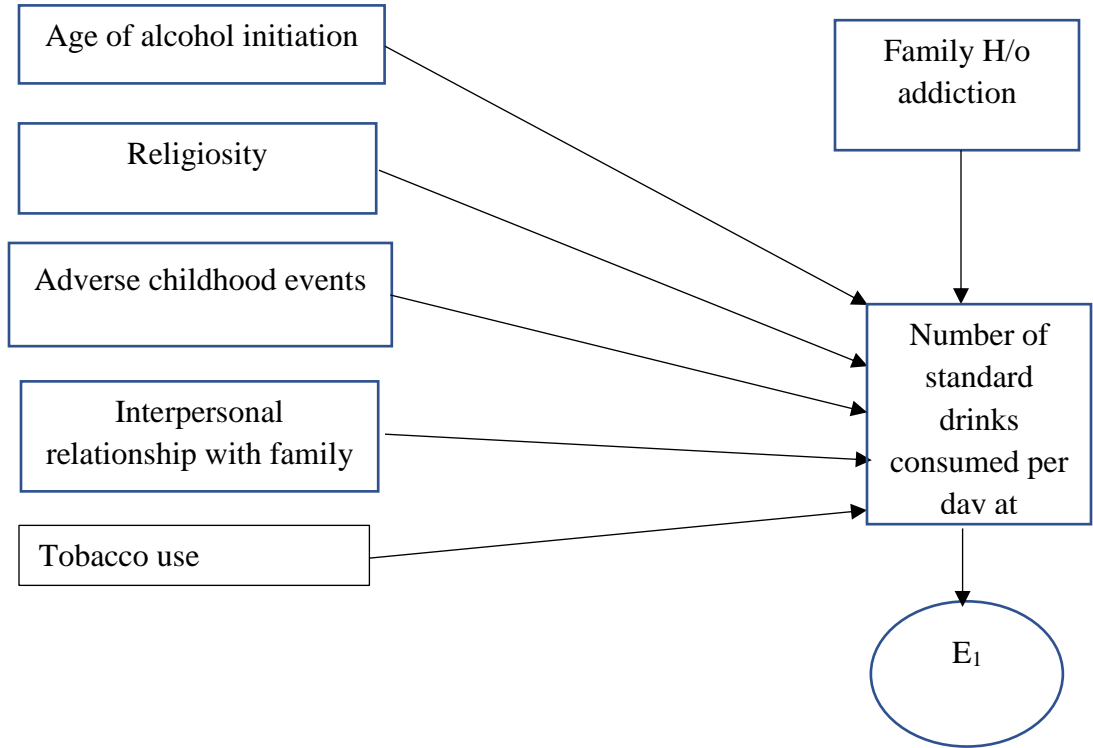 Age of alcohol initiation
Family H/o
addiction
Religiosity
Adverse childhood events
Number of
standard
drinks
consumed per
day at
Interpersonal
relationship with family
Tobacco use
E₁